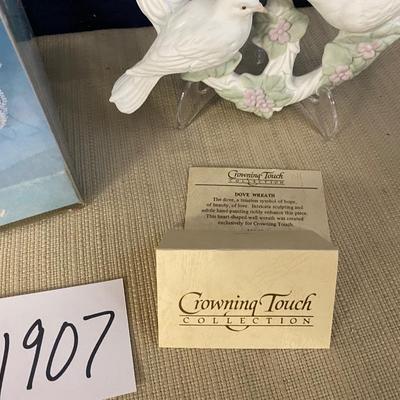 Crowning Touch
COLLECTION
DOVE WREATH
The dove, a timeless symbol of hope,
of beauty, of love. Intricate sculpting and
subtle hand painting richly enhance this piece.
This heart-shaped wall wreath was created
exclusively for Crowning Touch.
Crowning Touch
COLLECTION
1907